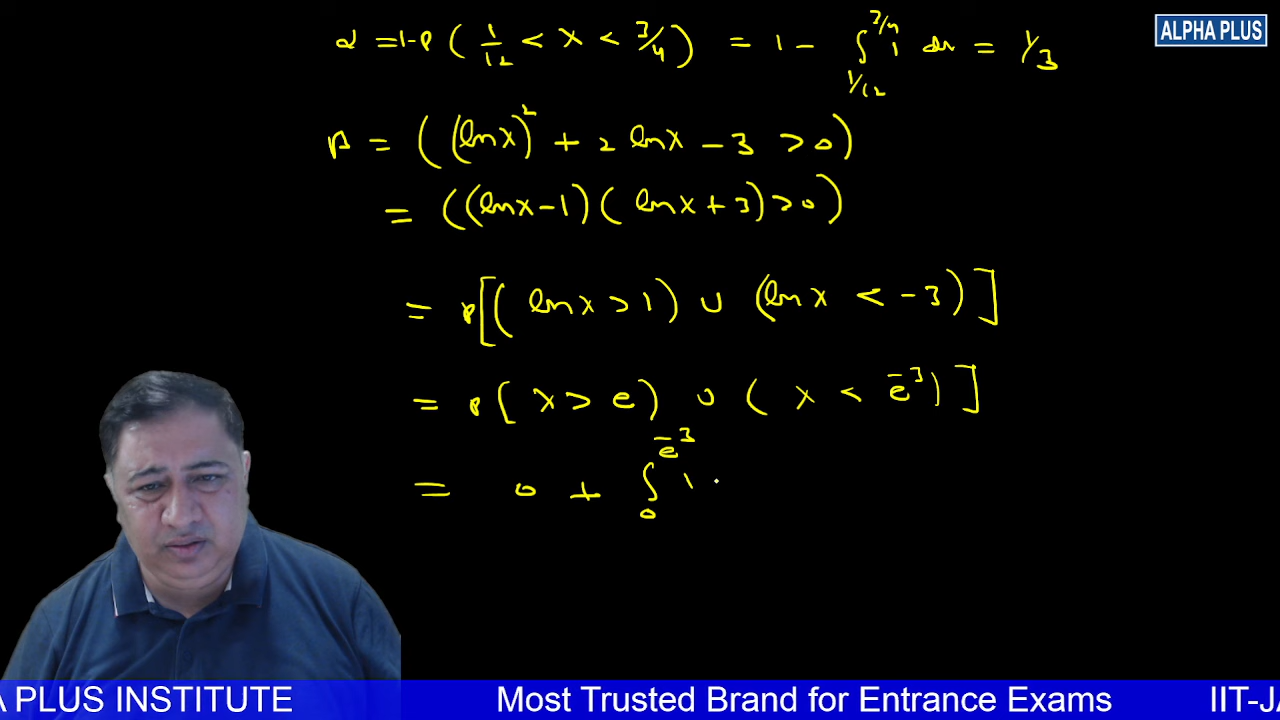 ALPHA PLUS
α = 1-P ( 1/12 < x < 3/4 ) = 1 - ∫_{1/12}^{3/4} 1 dx = 1/3
β = ( (ln x)^2 + 2 ln x - 3 > 0 )
= ( (ln x - 1) ( ln x + 3) > 0 )
= P[ ( ln x > 1 ) ∪ (ln x < -3 ) ]
= P[ x > e ) ∪ ( x < e^{-3} ) ]
= 0 + ∫_{0}^{e^{-3}} 1
A PLUS INSTITUTE Most Trusted Brand for Entrance Exams IIT-JA